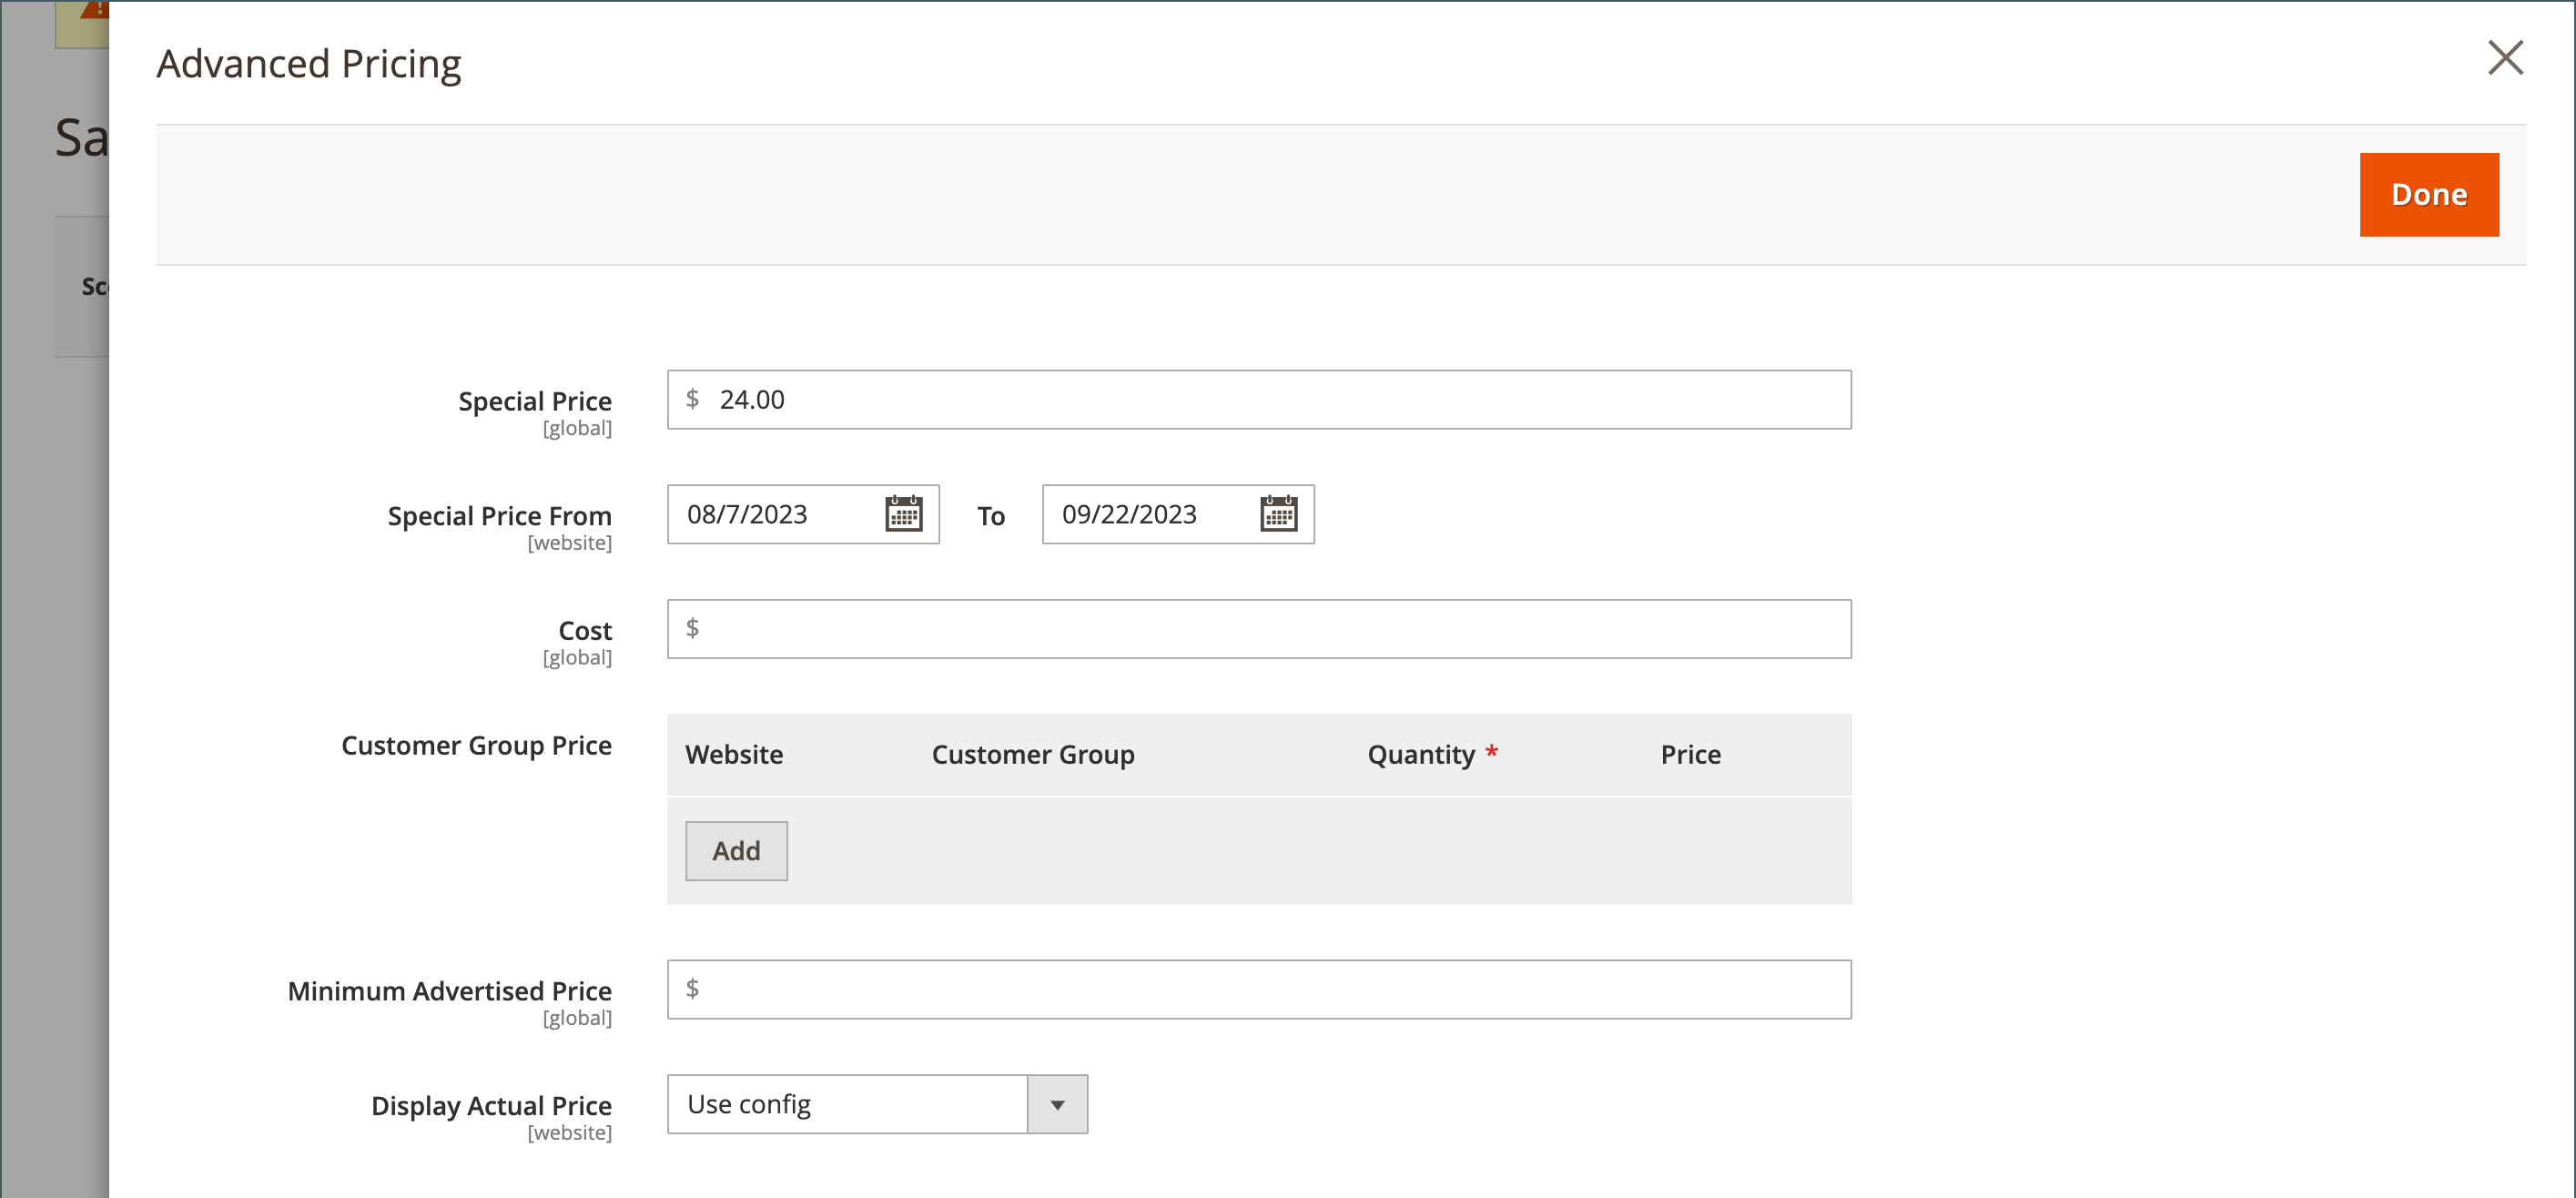 Advanced Pricing
Sa
Done
Sc
Special Price
[global]
$ 24.00
Special Price From
[website]
08/7/2023 To 09/22/2023
Cost
[global]
$
Customer Group Price
Website Customer Group Quantity * Price
Add
Minimum Advertised Price
[global]
$
Display Actual Price
[website]
Use config